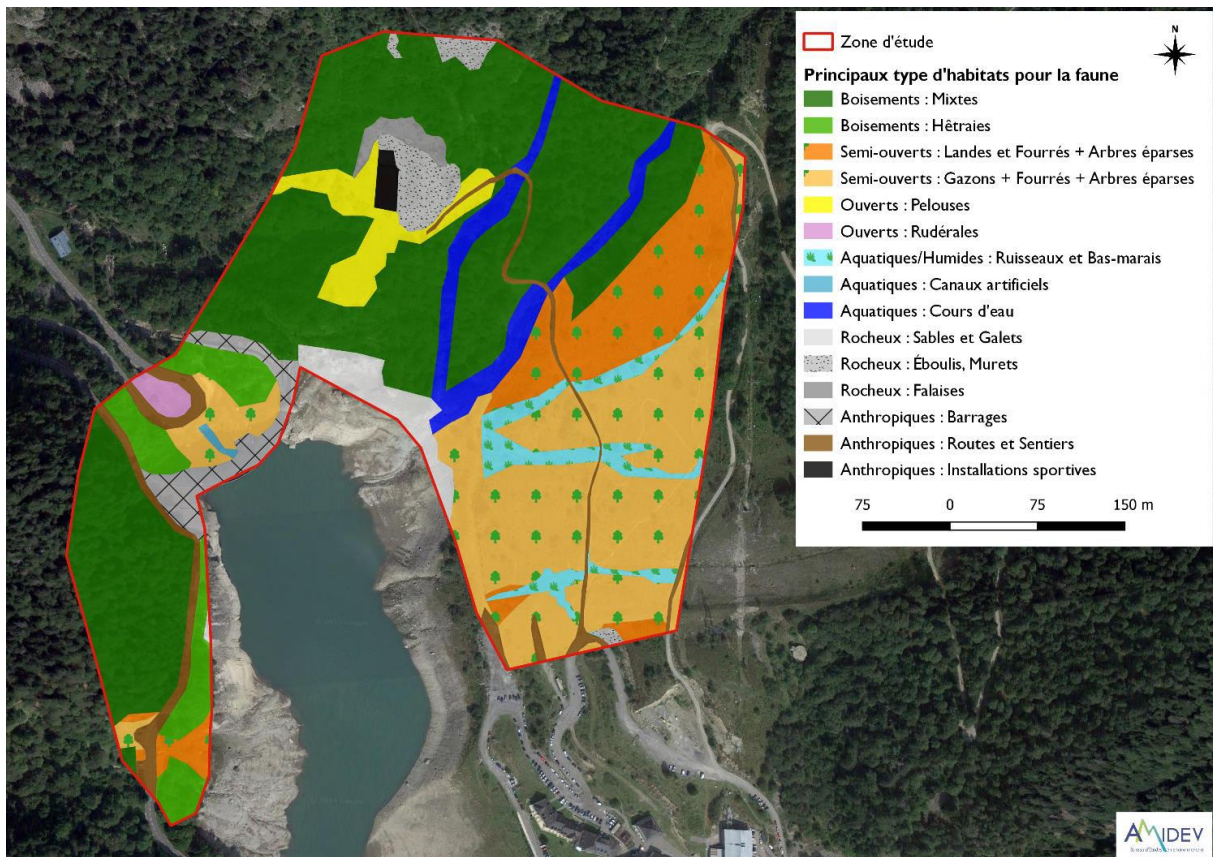 Zone d'étude
N
Principaux type d'habitats pour la faune
Boisements : Mixtes
Boisements : Hêtraies
Semi-ouverts : Landes et Fourrés + Arbres éparses
Semi-ouverts : Gazons + Fourrés + Arbres éparses
Ouverts : Pelouses
Ouverts : Rudérales
Aquatiques/Humides : Ruisseaux et Bas-marais
Aquatiques : Canaux artificiels
Aquatiques : Cours d'eau
Rocheux : Sables et Galets
Rocheux : Éboulis, Murets
Rocheux : Falaises
Anthropiques : Barrages
Anthropiques : Routes et Sentiers
Anthropiques : Installations sportives
75 0 75 150 m
AMIDEV